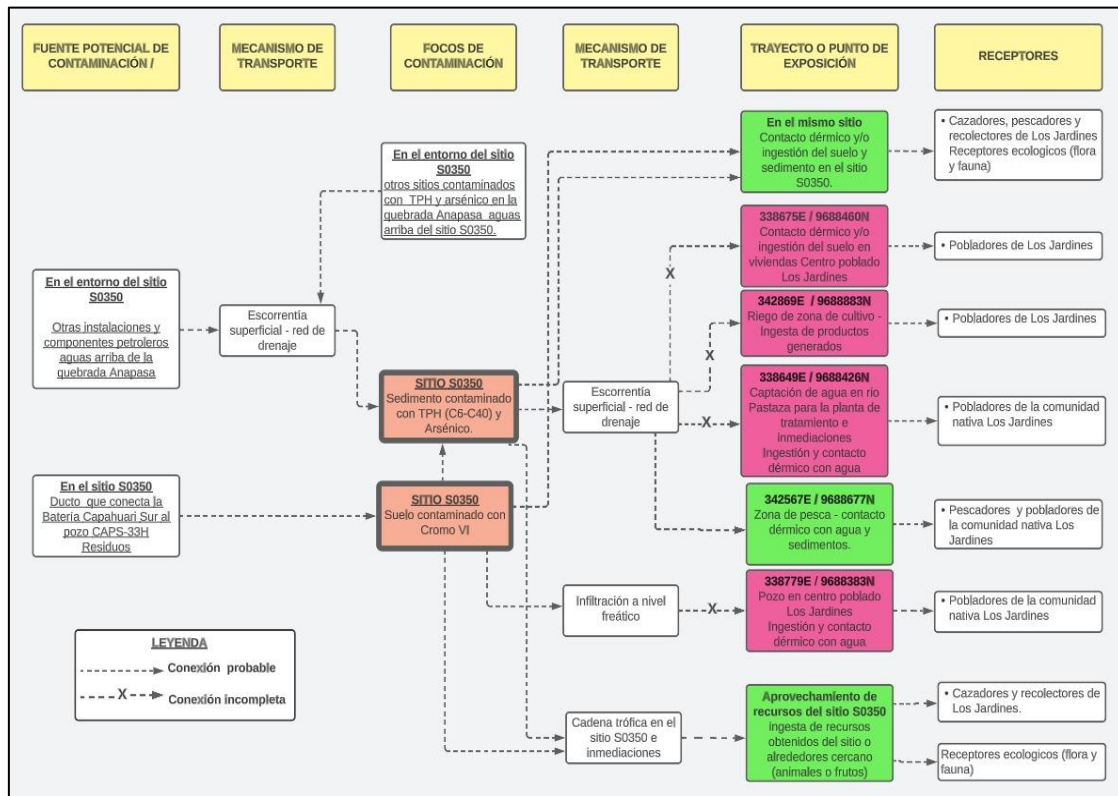 FUENTE POTENCIAL DE
CONTAMINACIÓN /
MECANISMO DE
TRANSPORTE
FOCOS DE
CONTAMINACIÓN
MECANISMO DE
TRANSPORTE
TRAYECTO O PUNTO DE
EXPOSICIÓN
RECEPTORES
En el entorno del sitio
S0350
Otras instalaciones y
componentes petroleros
aguas arriba de la
quebrada Anapasa
En el sitio S0350
Ducto que conecta la
Batería Capahuari Sur al
pozo CAPS-33H
Residuos
Escorrentía
superficial - red de
drenaje
En el entorno del sitio
S0350
otros sitios contaminados
con TPH y arsénico en la
quebrada Anapasa aguas
arriba del sitio S0350.
SITIO S0350
Sedimento contaminado
con TPH (C6-C40) y
Arsénico.
SITIO S0350
Suelo contaminado con
Cromo VI
Escorrentía
superficial - red de
drenaje
Infiltración a nivel
freático
Cadena trófica en el
sitio S0350 e
inmediaciones
X
X
X
X
En el mismo sitio
Contacto dérmico y/o
ingestión del suelo y
sedimento en el sitio
S0350.
338675E / 9688460N
Contacto dérmico y/o
ingestión del suelo en
viviendas Centro poblado
Los Jardines
342869E / 9688883N
Riego de zona de cultivo -
Ingesta de productos
generados
338649E / 9688426N
Captación de agua en rio
Pastaza para la planta de
tratamiento e
inmediaciones
Ingestión y contacto
dérmico con agua
342567E / 9688677N
Zona de pesca - contacto
dérmico con agua y
sedimentos.
338779E / 9688383N
Pozo en centro poblado
Los Jardines
Ingestión y contacto
dérmico con agua
Aprovechamiento de
recursos del sitio S0350
ingesta de recursos
obtenidos del sitio o
alrededores cercano
(animales o frutos)
• Cazadores, pescadores y
recolectores de Los Jardines
Receptores ecologicos (flora
y fauna)
• Pobladores de Los Jardines
• Pobladores de Los Jardines
• Pobladores de la comunidad
nativa Los Jardines
• Pescadores y pobladores de
la comunidad nativa Los
Jardines
• Pobladores de la comunidad
nativa Los Jardines
• Cazadores y recolectores de
Los Jardines.
Receptores ecologicos (flora y
fauna)
LEYENDA
Conexión probable
X Conexión incompleta